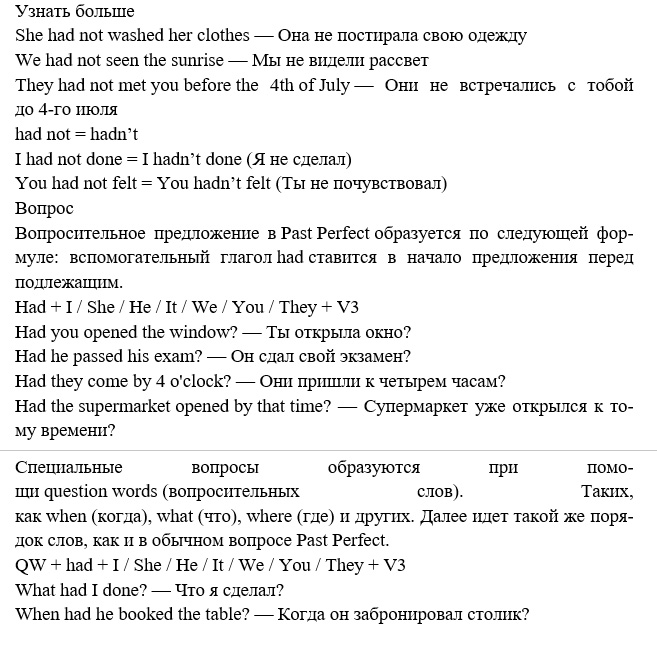 Узнать больше
She had not washed her clothes — Она не постирала свою одежду
We had not seen the sunrise — Мы не видели рассвет
They had not met you before the 4th of July — Они не встречались с тобой
до 4-го июля
had not = hadn’t
I had not done = I hadn’t done (Я не сделал)
You had not felt = You hadn’t felt (Ты не почувствовал)
Вопрос
Вопросительное предложение в Past Perfect образуется по следующей фор-
муле: вспомогательный глагол had ставится в начало предложения перед
подлежащим.
Had + I / She / He / It / We / You / They + V3
Had you opened the window? — Ты открыла окно?
Had he passed his exam? — Он сдал свой экзамен?
Had they come by 4 o'clock? — Они пришли к четырем часам?
Had the supermarket opened by that time? — Супермаркет уже открылся к то-
му времени?
Специальные вопросы образуются при помо-
щи question words (вопросительных слов). Таких,
как when (когда), what (что), where (где) и других. Далее идет такой же поря-
док слов, как и в обычном вопросе Past Perfect.
QW + had + I / She / He / It / We / You / They + V3
What had I done? — Что я сделал?
When had he booked the table? — Когда он забронировал столик?